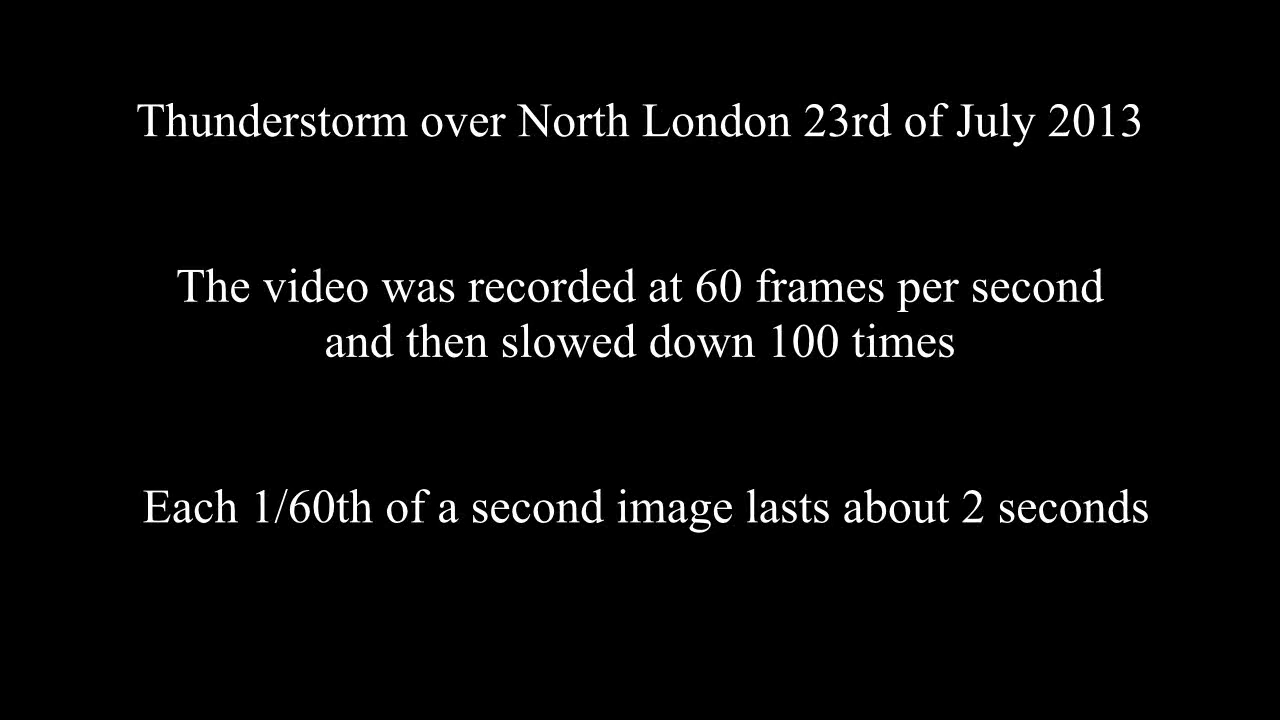 Thunderstorm over North London 23rd of July 2013
The video was recorded at 60 frames per second
and then slowed down 100 times
Each 1/60th of a second image lasts about 2 seconds